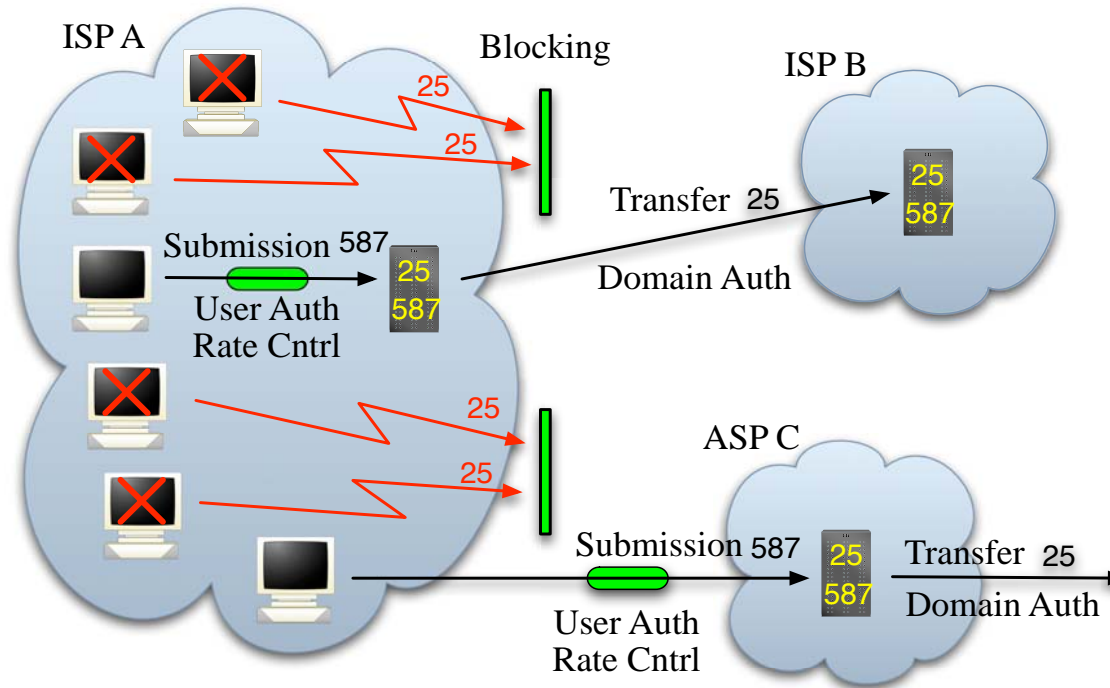 ISP A
Blocking
ISP B
25
25
25
587
Transfer 25
Submission 587
25
587
Domain Auth
User Auth
Rate Cntrl
25
ASP C
25
Submission 587
25
587
Transfer 25
Domain Auth
User Auth
Rate Cntrl